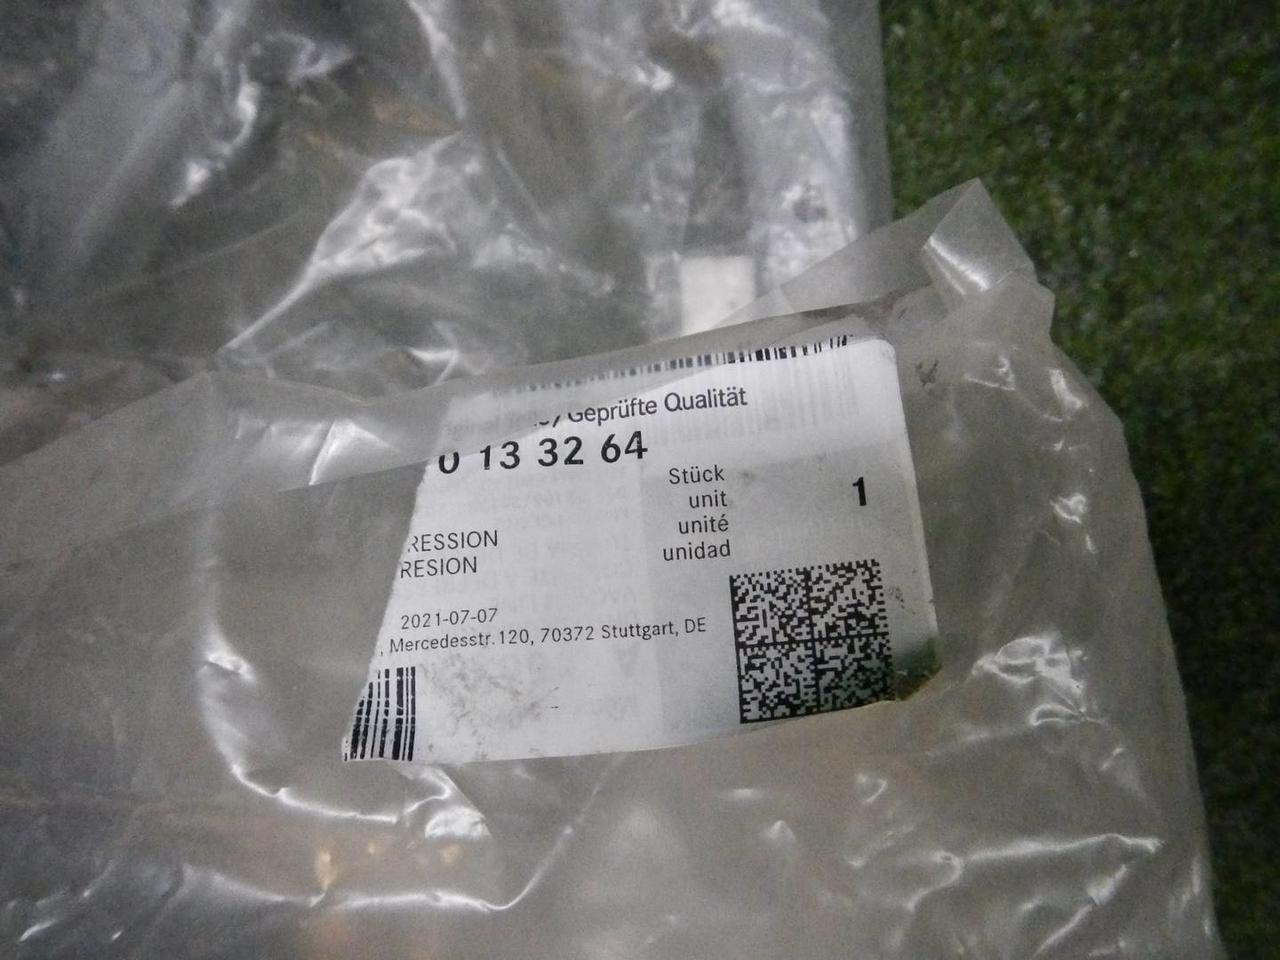 Geprüfte Qualität
0 13 32 64
Stück
unit 1
unité
unidad
RESSION
RESION
2021-07-07
, Mercedesstr. 120, 70372 Stuttgart, DE